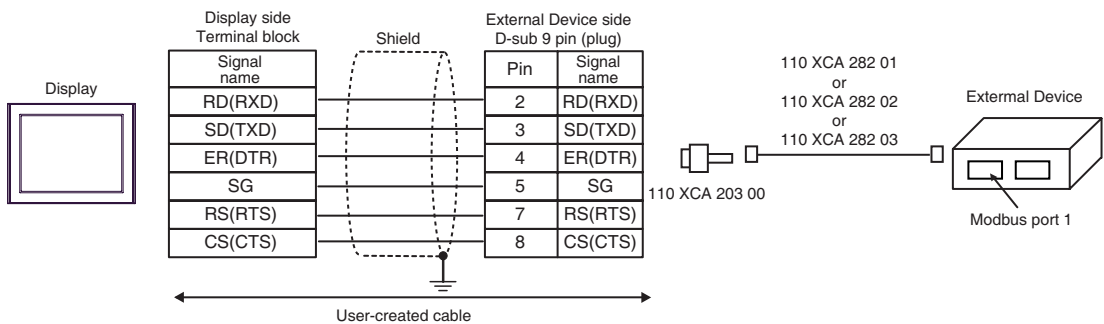 Display
Display side
Terminal block
Shield
External Device side
D-sub 9 pin (plug)
Signal
name
Pin
Signal
name
RD(RXD)
2
RD(RXD)
SD(TXD)
3
SD(TXD)
ER(DTR)
4
ER(DTR)
SG
5
SG
RS(RTS)
7
RS(RTS)
CS(CTS)
8
CS(CTS)
User-created cable
110 XCA 203 00
110 XCA 282 01
or
110 XCA 282 02
or
110 XCA 282 03
Extermal Device
Modbus port 1